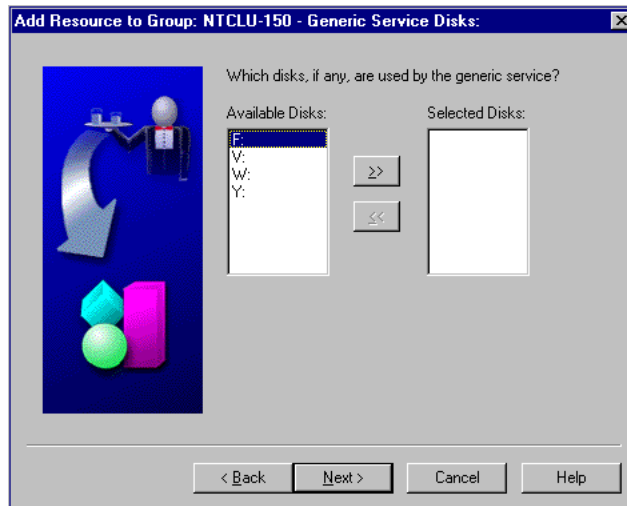 Add Resource to Group: NTCLU-150 - Generic Service Disks:
Which disks, if any, are used by the generic service?
Available Disks:
Selected Disks:
F:
V:
W:
Y:
>>
<<
< Back
Next >
Cancel
Help